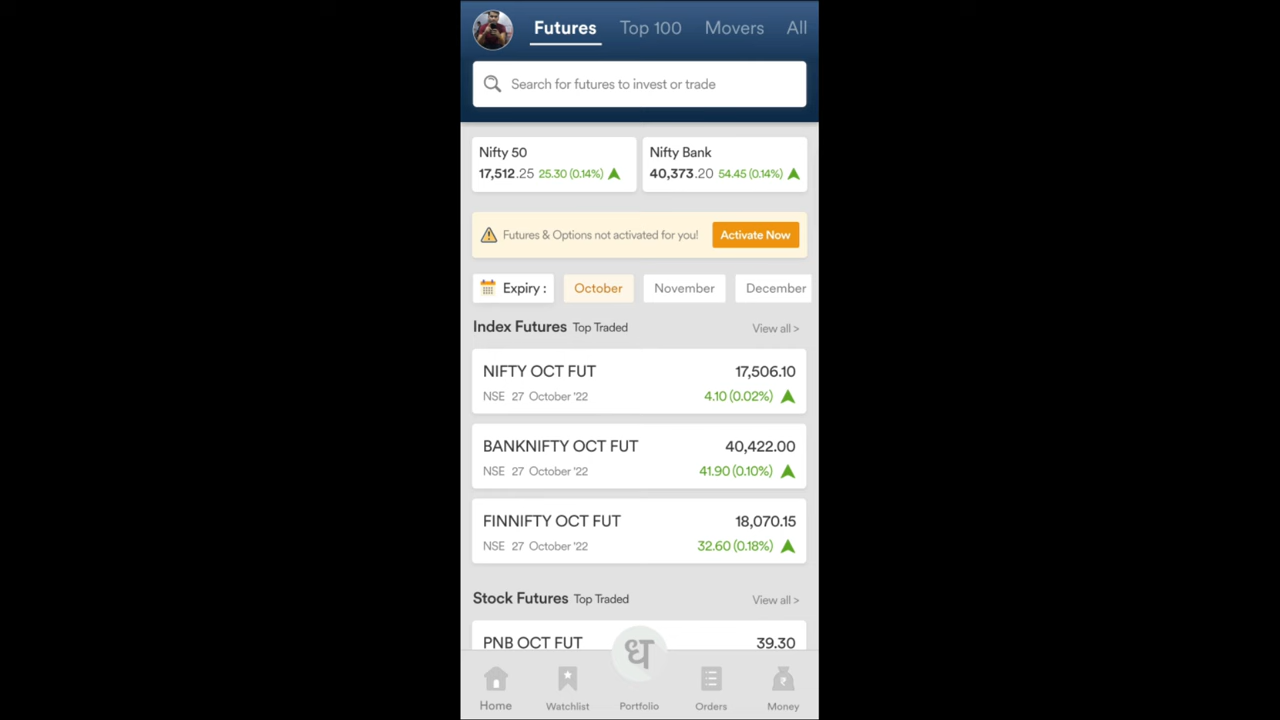 Futures Top 100 Movers All
Search for futures to invest or trade
Nifty 50
17,512.25 25.30 (0.14%)
Nifty Bank
40,373.20 54.45 (0.14%)
Futures & Options not activated for you! Activate Now
Expiry : October November December
Index Futures Top Traded View all >
NIFTY OCT FUT 17,506.10
NSE 27 October '22 4.10 (0.02%)
BANKNIFTY OCT FUT 40,422.00
NSE 27 October '22 41.90 (0.10%)
FINNIFTY OCT FUT 18,070.15
NSE 27 October '22 32.60 (0.18%)
Stock Futures Top Traded View all >
PNB OCT FUT 39.30
ध
₹
Home Watchlist Portfolio Orders Money